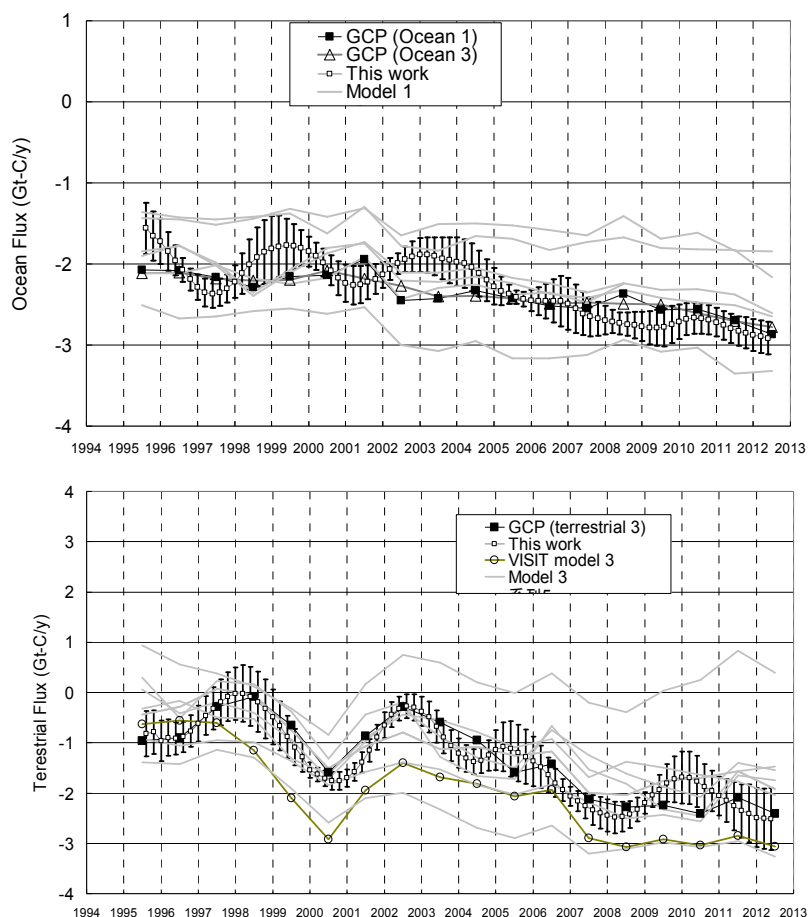 1
0
-1
-2
-3
-4
Ocean Flux (Gt-C/y)
GCP (Ocean 1)
GCP (Ocean 3)
This work
Model 1
1994 1995 1996 1997 1998 1999 2000 2001 2002 2003 2004 2005 2006 2007 2008 2009 2010 2011 2012 2013
4
3
2
1
0
-1
-2
-3
-4
Terrestrial Flux (Gt-C/y)
GCP (terrestrial 3)
This work
VISIT model 3
Model 3
1994 1995 1996 1997 1998 1999 2000 2001 2002 2003 2004 2005 2006 2007 2008 2009 2010 2011 2012 2013